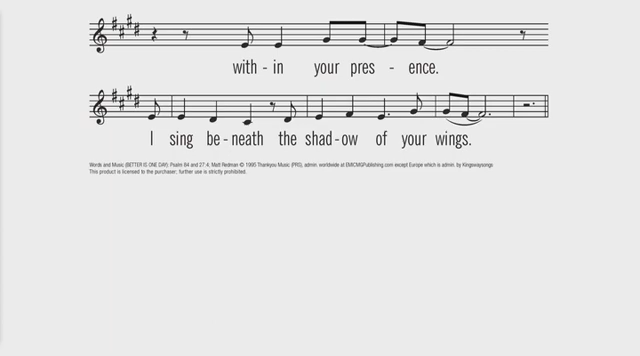 with - in your pres - ence.
I sing be - neath the shad - ow of your wings.
Words and Music (BETTER IS ONE DAY): Psalm 84 and 27:4, Matt Redman © 1995 Thankyou Music (PRS), admin. worldwide at EMICMGPublishing.com except Europe which is admin. by Kingswaysongs
This product is licensed to the purchaser; further use is strictly prohibited.